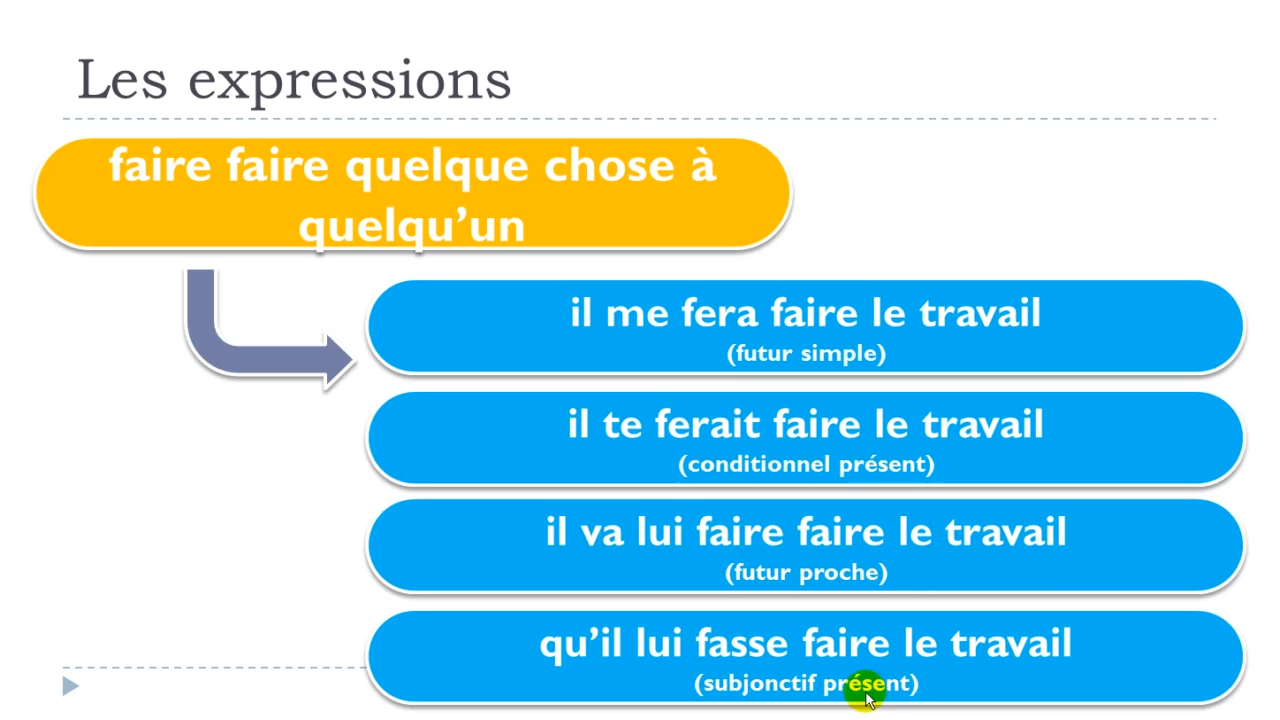 Les expressions
faire faire quelque chose à
quelqu’un
il me fera faire le travail
(futur simple)
il te ferait faire le travail
(conditionnel présent)
il va lui faire faire le travail
(futur proche)
qu’il lui fasse faire le travail
(subjonctif présent)